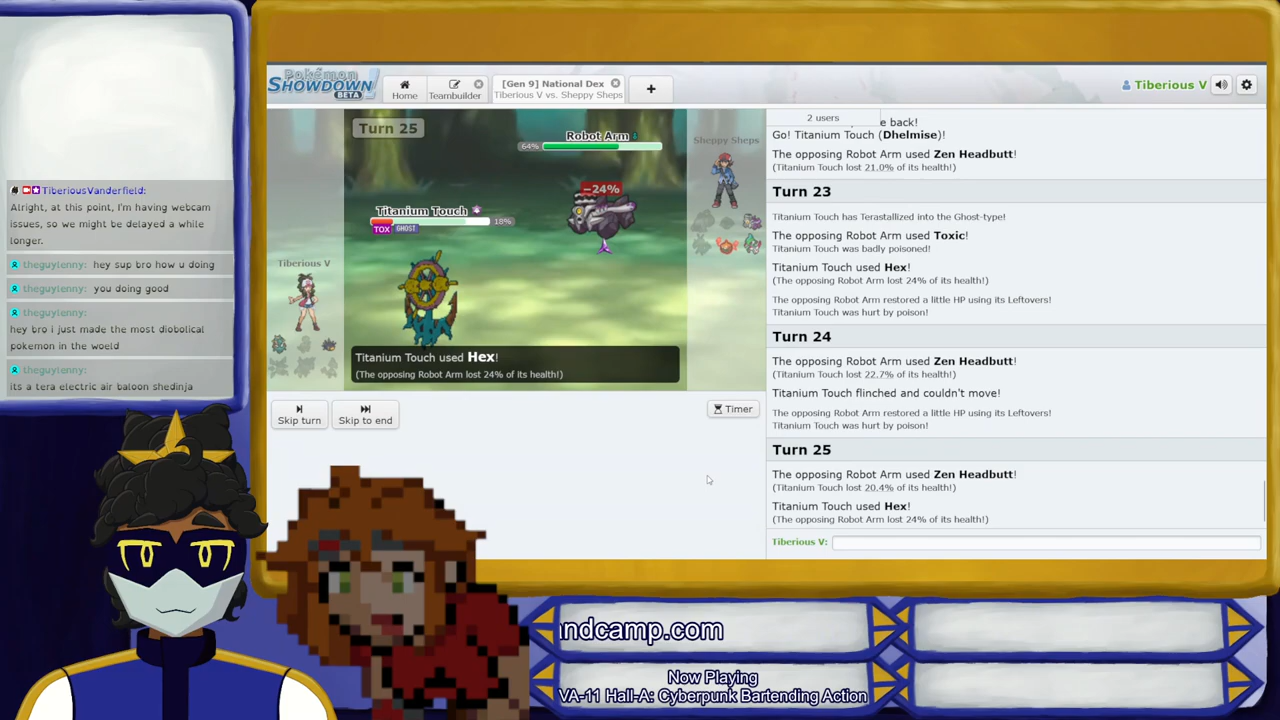 TiberiousVanderfield:
Alright, at this point, I'm having webcam
issues, so we might be delayed a while
longer.
theguylenny: hey sup bro how u doing
theguylenny: you doing good
theguylenny:
hey bro i just made the most diobolical
pokemon in the woeld
theguylenny:
its a tera electric air baloon shedinja
Pokémon
SHOWDOWN
BETA
Home
Teambuilder
[Gen 9] National Dex
Tiberious V vs. Sheppy Sheps
Tiberious V
Turn 25
Robot Arm
64%
-24%
Titanium Touch
18%
TOX GHOST
Sheppy Sheps
Tiberious V
Titanium Touch used Hex!
(The opposing Robot Arm lost 24% of its health!)
Skip turn
Skip to end
Timer
2 users
e back!
Go! Titanium Touch (Dhelmise)!
The opposing Robot Arm used Zen Headbutt!
(Titanium Touch lost 21.0% of its health!)
Turn 23
Titanium Touch has Terastallized into the Ghost-type!
The opposing Robot Arm used Toxic!
Titanium Touch was badly poisoned!
Titanium Touch used Hex!
(The opposing Robot Arm lost 24% of its health!)
The opposing Robot Arm restored a little HP using its Leftovers!
Titanium Touch was hurt by poison!
Turn 24
The opposing Robot Arm used Zen Headbutt!
(Titanium Touch lost 22.7% of its health!)
Titanium Touch flinched and couldn't move!
The opposing Robot Arm restored a little HP using its Leftovers!
Titanium Touch was hurt by poison!
Turn 25
The opposing Robot Arm used Zen Headbutt!
(Titanium Touch lost 20.4% of its health!)
Titanium Touch used Hex!
(The opposing Robot Arm lost 24% of its health!)
Tiberious V:
andcamp.com
Now Playing
VA-11 Hall-A: Cyberpunk Bartending Action